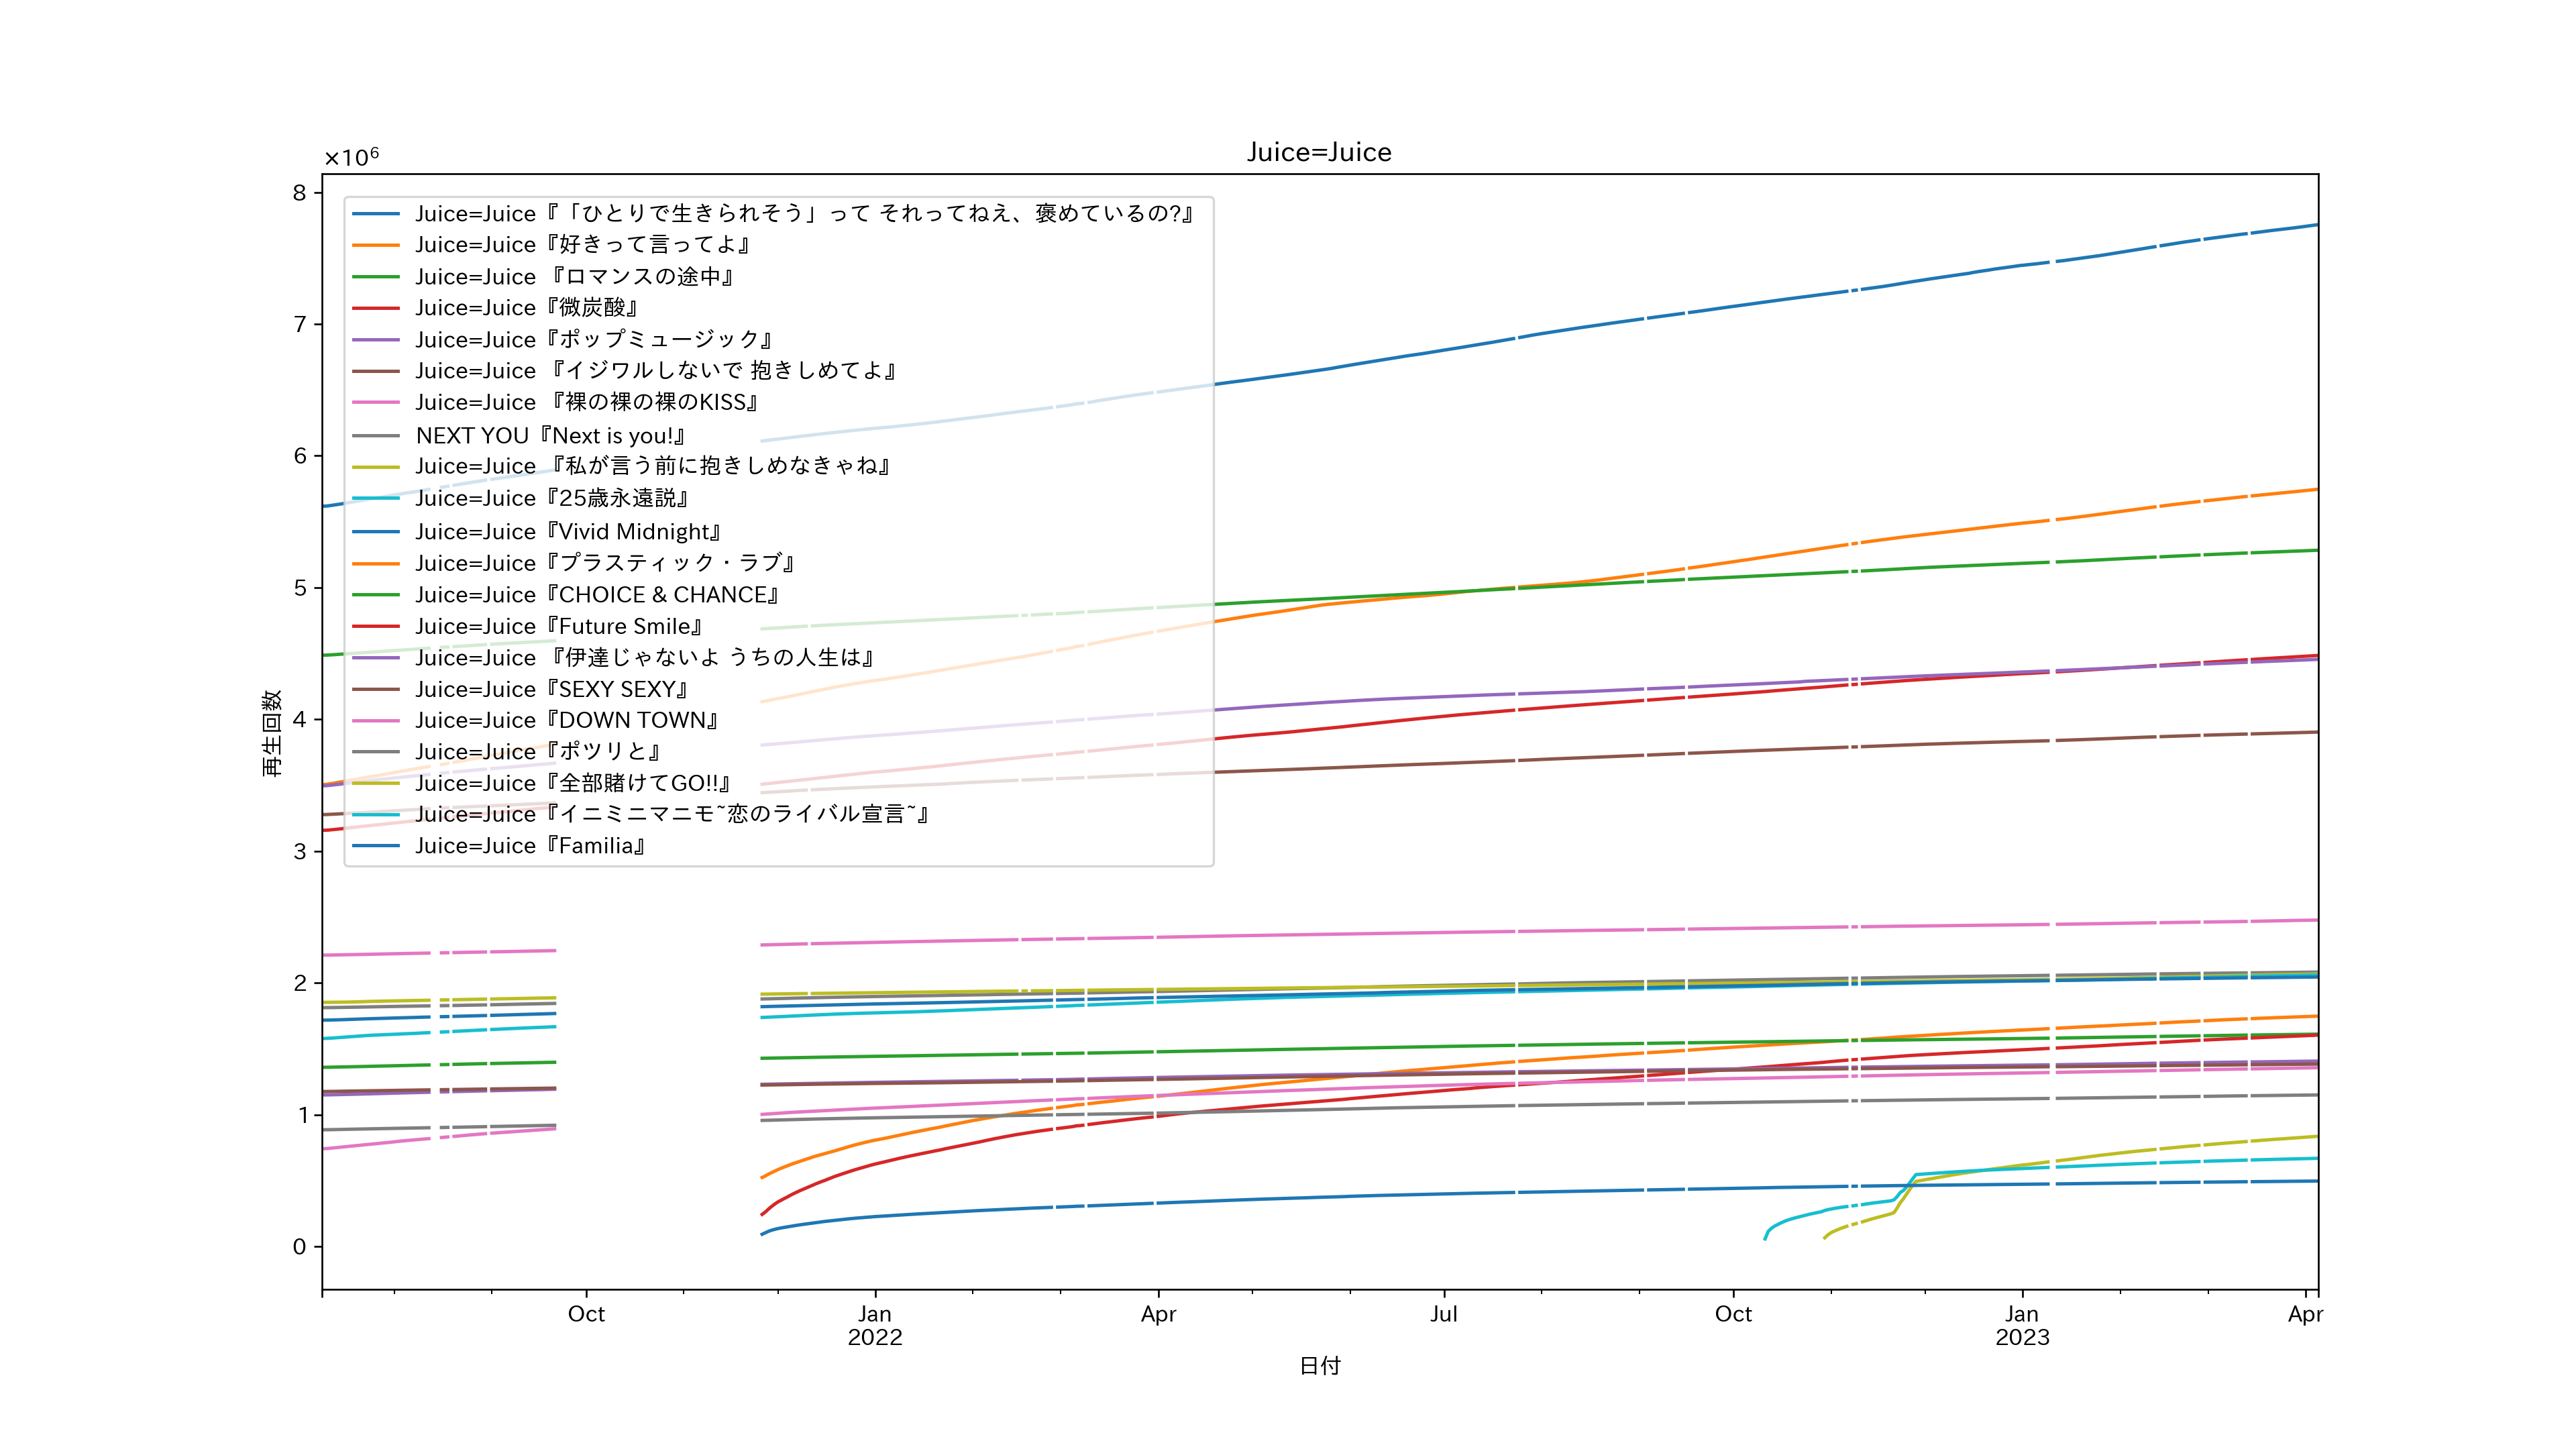 Juice=Juice
×10⁶
8
7
6
5
4
3
2
1
0
再生回数
Juice=Juice『「ひとりで生きられそう」って それってねえ、褒めているの?』
Juice=Juice『好きって言ってよ』
Juice=Juice 『ロマンスの途中』
Juice=Juice『微炭酸』
Juice=Juice『ポップミュージック』
Juice=Juice 『イジワルしないで 抱きしめてよ』
Juice=Juice 『裸の裸の裸のKISS』
NEXT YOU『Next is you!』
Juice=Juice 『私が言う前に抱きしめなきゃね』
Juice=Juice『25歳永遠説』
Juice=Juice『Vivid Midnight』
Juice=Juice『プラスティック・ラブ』
Juice=Juice『CHOICE & CHANCE』
Juice=Juice『Future Smile』
Juice=Juice 『伊達じゃないよ うちの人生は』
Juice=Juice『SEXY SEXY』
Juice=Juice『DOWN TOWN』
Juice=Juice『ポツリと』
Juice=Juice『全部賭けてGO!!』
Juice=Juice『イニミニマニモ~恋のライバル宣言~』
Juice=Juice『Familia』
Oct Jan Apr Jul Oct Jan Apr
2022 2023
日付